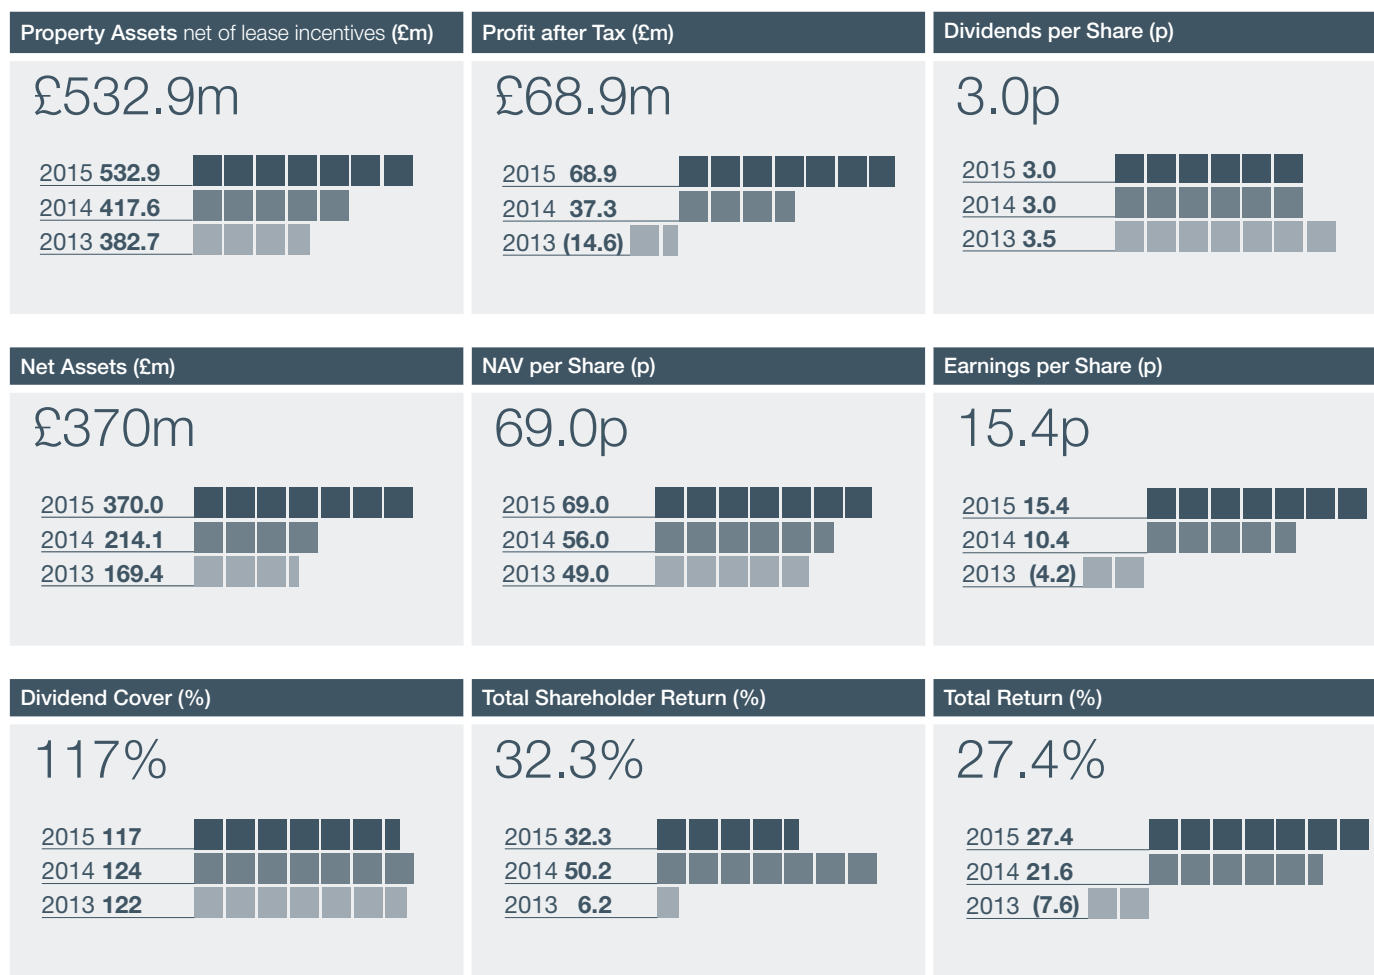 Property Assets net of lease incentives (£m)
£532.9m
2015 532.9
2014 417.6
2013 382.7
Profit after Tax (£m)
£68.9m
2015 68.9
2014 37.3
2013 (14.6)
Dividends per Share (p)
3.0p
2015 3.0
2014 3.0
2013 3.5
Net Assets (£m)
£370m
2015 370.0
2014 214.1
2013 169.4
NAV per Share (p)
69.0p
2015 69.0
2014 56.0
2013 49.0
Earnings per Share (p)
15.4p
2015 15.4
2014 10.4
2013 (4.2)
Dividend Cover (%)
117%
2015 117
2014 124
2013 122
Total Shareholder Return (%)
32.3%
2015 32.3
2014 50.2
2013 6.2
Total Return (%)
27.4%
2015 27.4
2014 21.6
2013 (7.6)